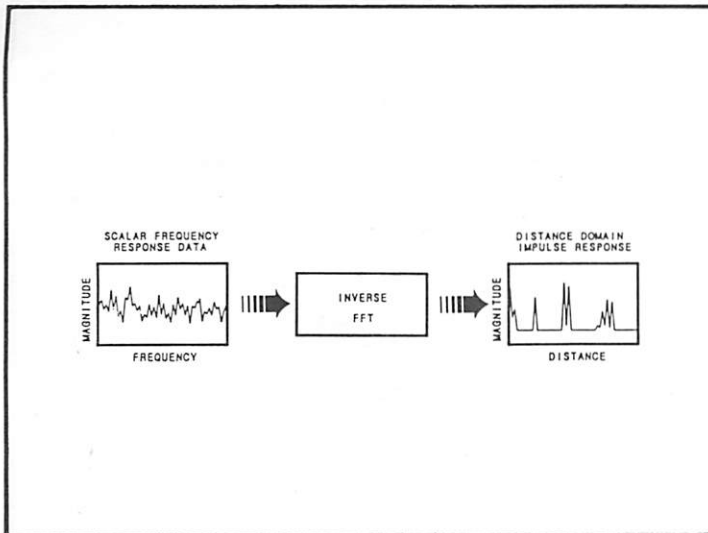 SCALAR FREQUENCY
RESPONSE DATA
MAGNITUDE
FREQUENCY
INVERSE
FFT
DISTANCE DOMAIN
IMPULSE RESPONSE
MAGNITUDE
DISTANCE